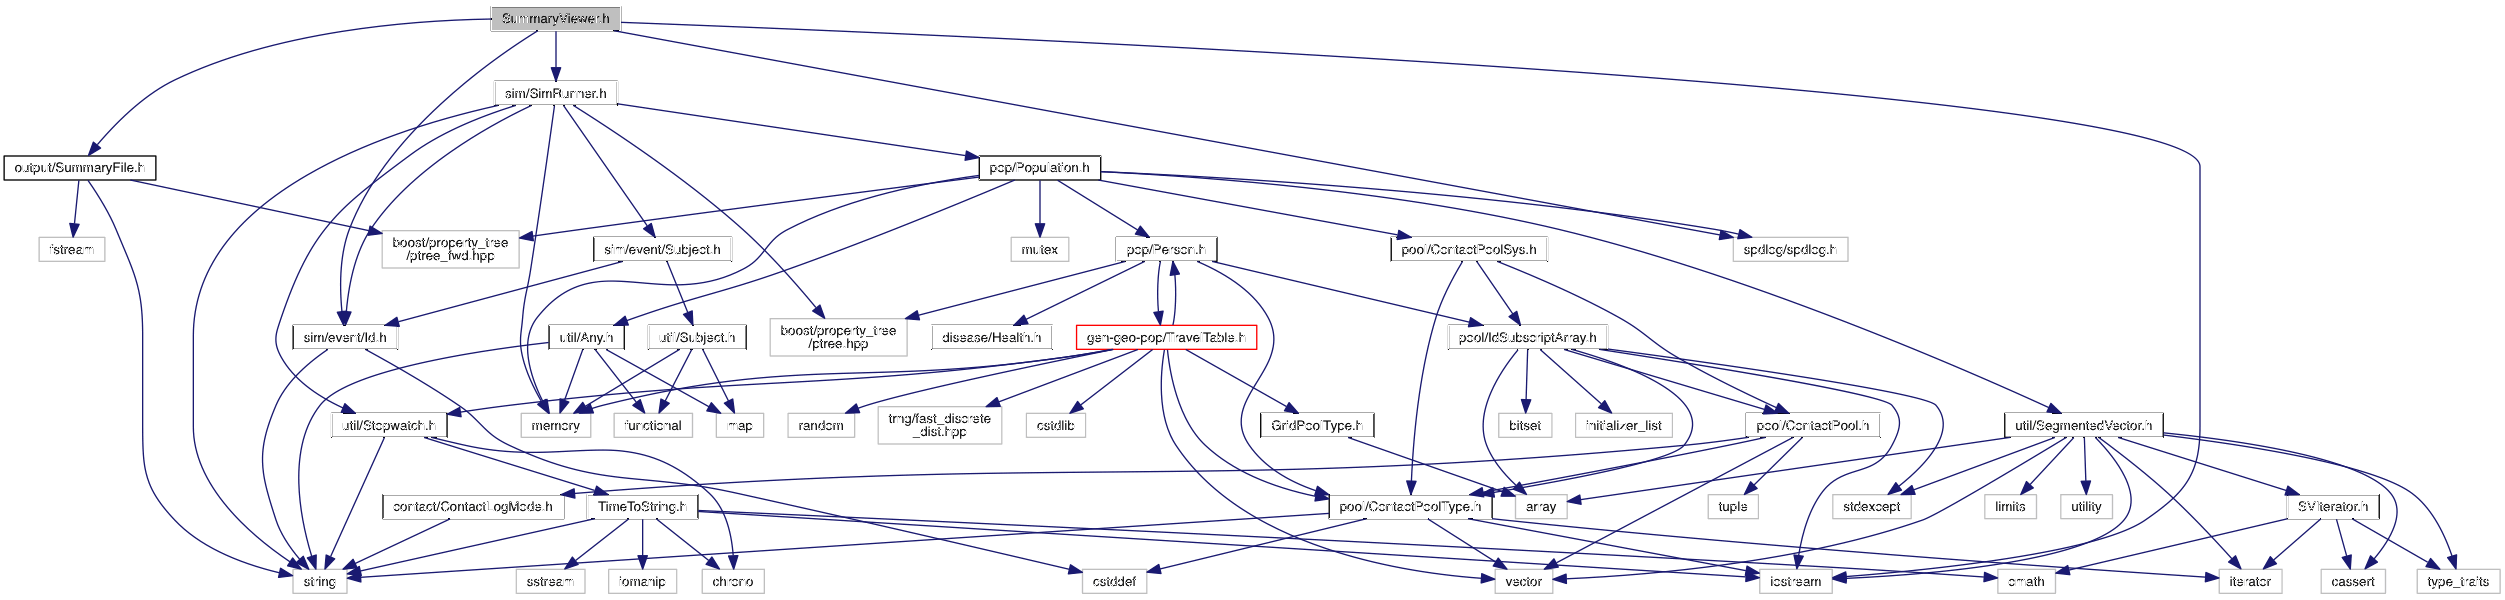 SummaryViewer.h
sim/SimRunner.h
output/SummaryFile.h
pop/Population.h
fstream
boost/property_tree
/ptree_fwd.hpp
sim/event/Subject.h
mutex
pop/Person.h
pool/ContactPoolSys.h
spdlog/spdlog.h
sim/event/Id.h
util/Any.h
util/Subject.h
boost/property_tree
/ptree.hpp
disease/Health.h
gen-geo-pop/TravelTable.h
pool/IdSubscriptArray.h
util/Stopwatch.h
memory
functional
map
random
trng/fast_discrete
_dist.hpp
cstdlib
GridPoolType.h
bitset
initializer_list
pool/ContactPool.h
util/SegmentedVector.h
contact/ContactLogMode.h
TimeToString.h
pool/ContactPoolType.h
array
tuple
stdexcept
limits
utility
SVIterator.h
string
sstream
iomanip
chrono
cstddef
vector
iostream
cmath
iterator
cassert
type_traits